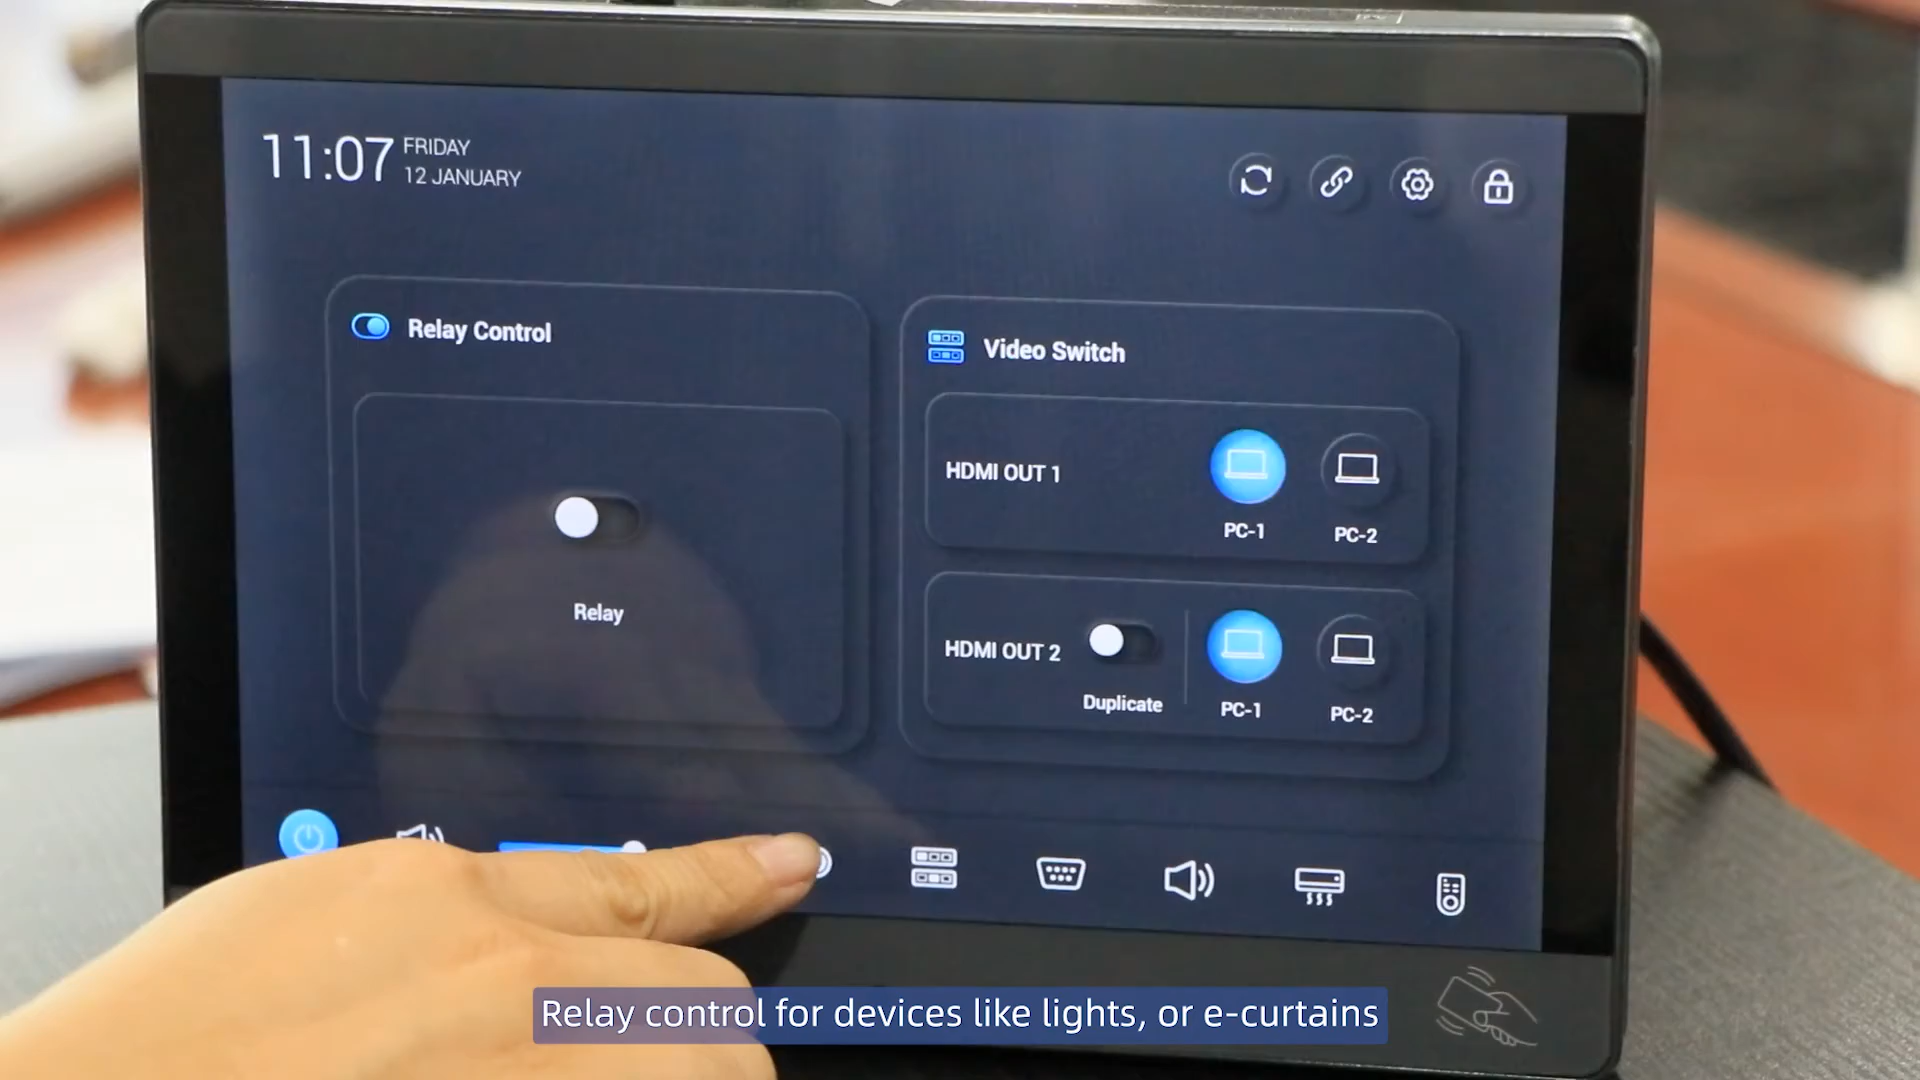 11:07
FRIDAY
12 JANUARY
Relay Control
Relay
Video Switch
HDMI OUT 1
PC-1
PC-2
HDMI OUT 2
Duplicate
PC-1
PC-2
Relay control for devices like lights, or e-curtains